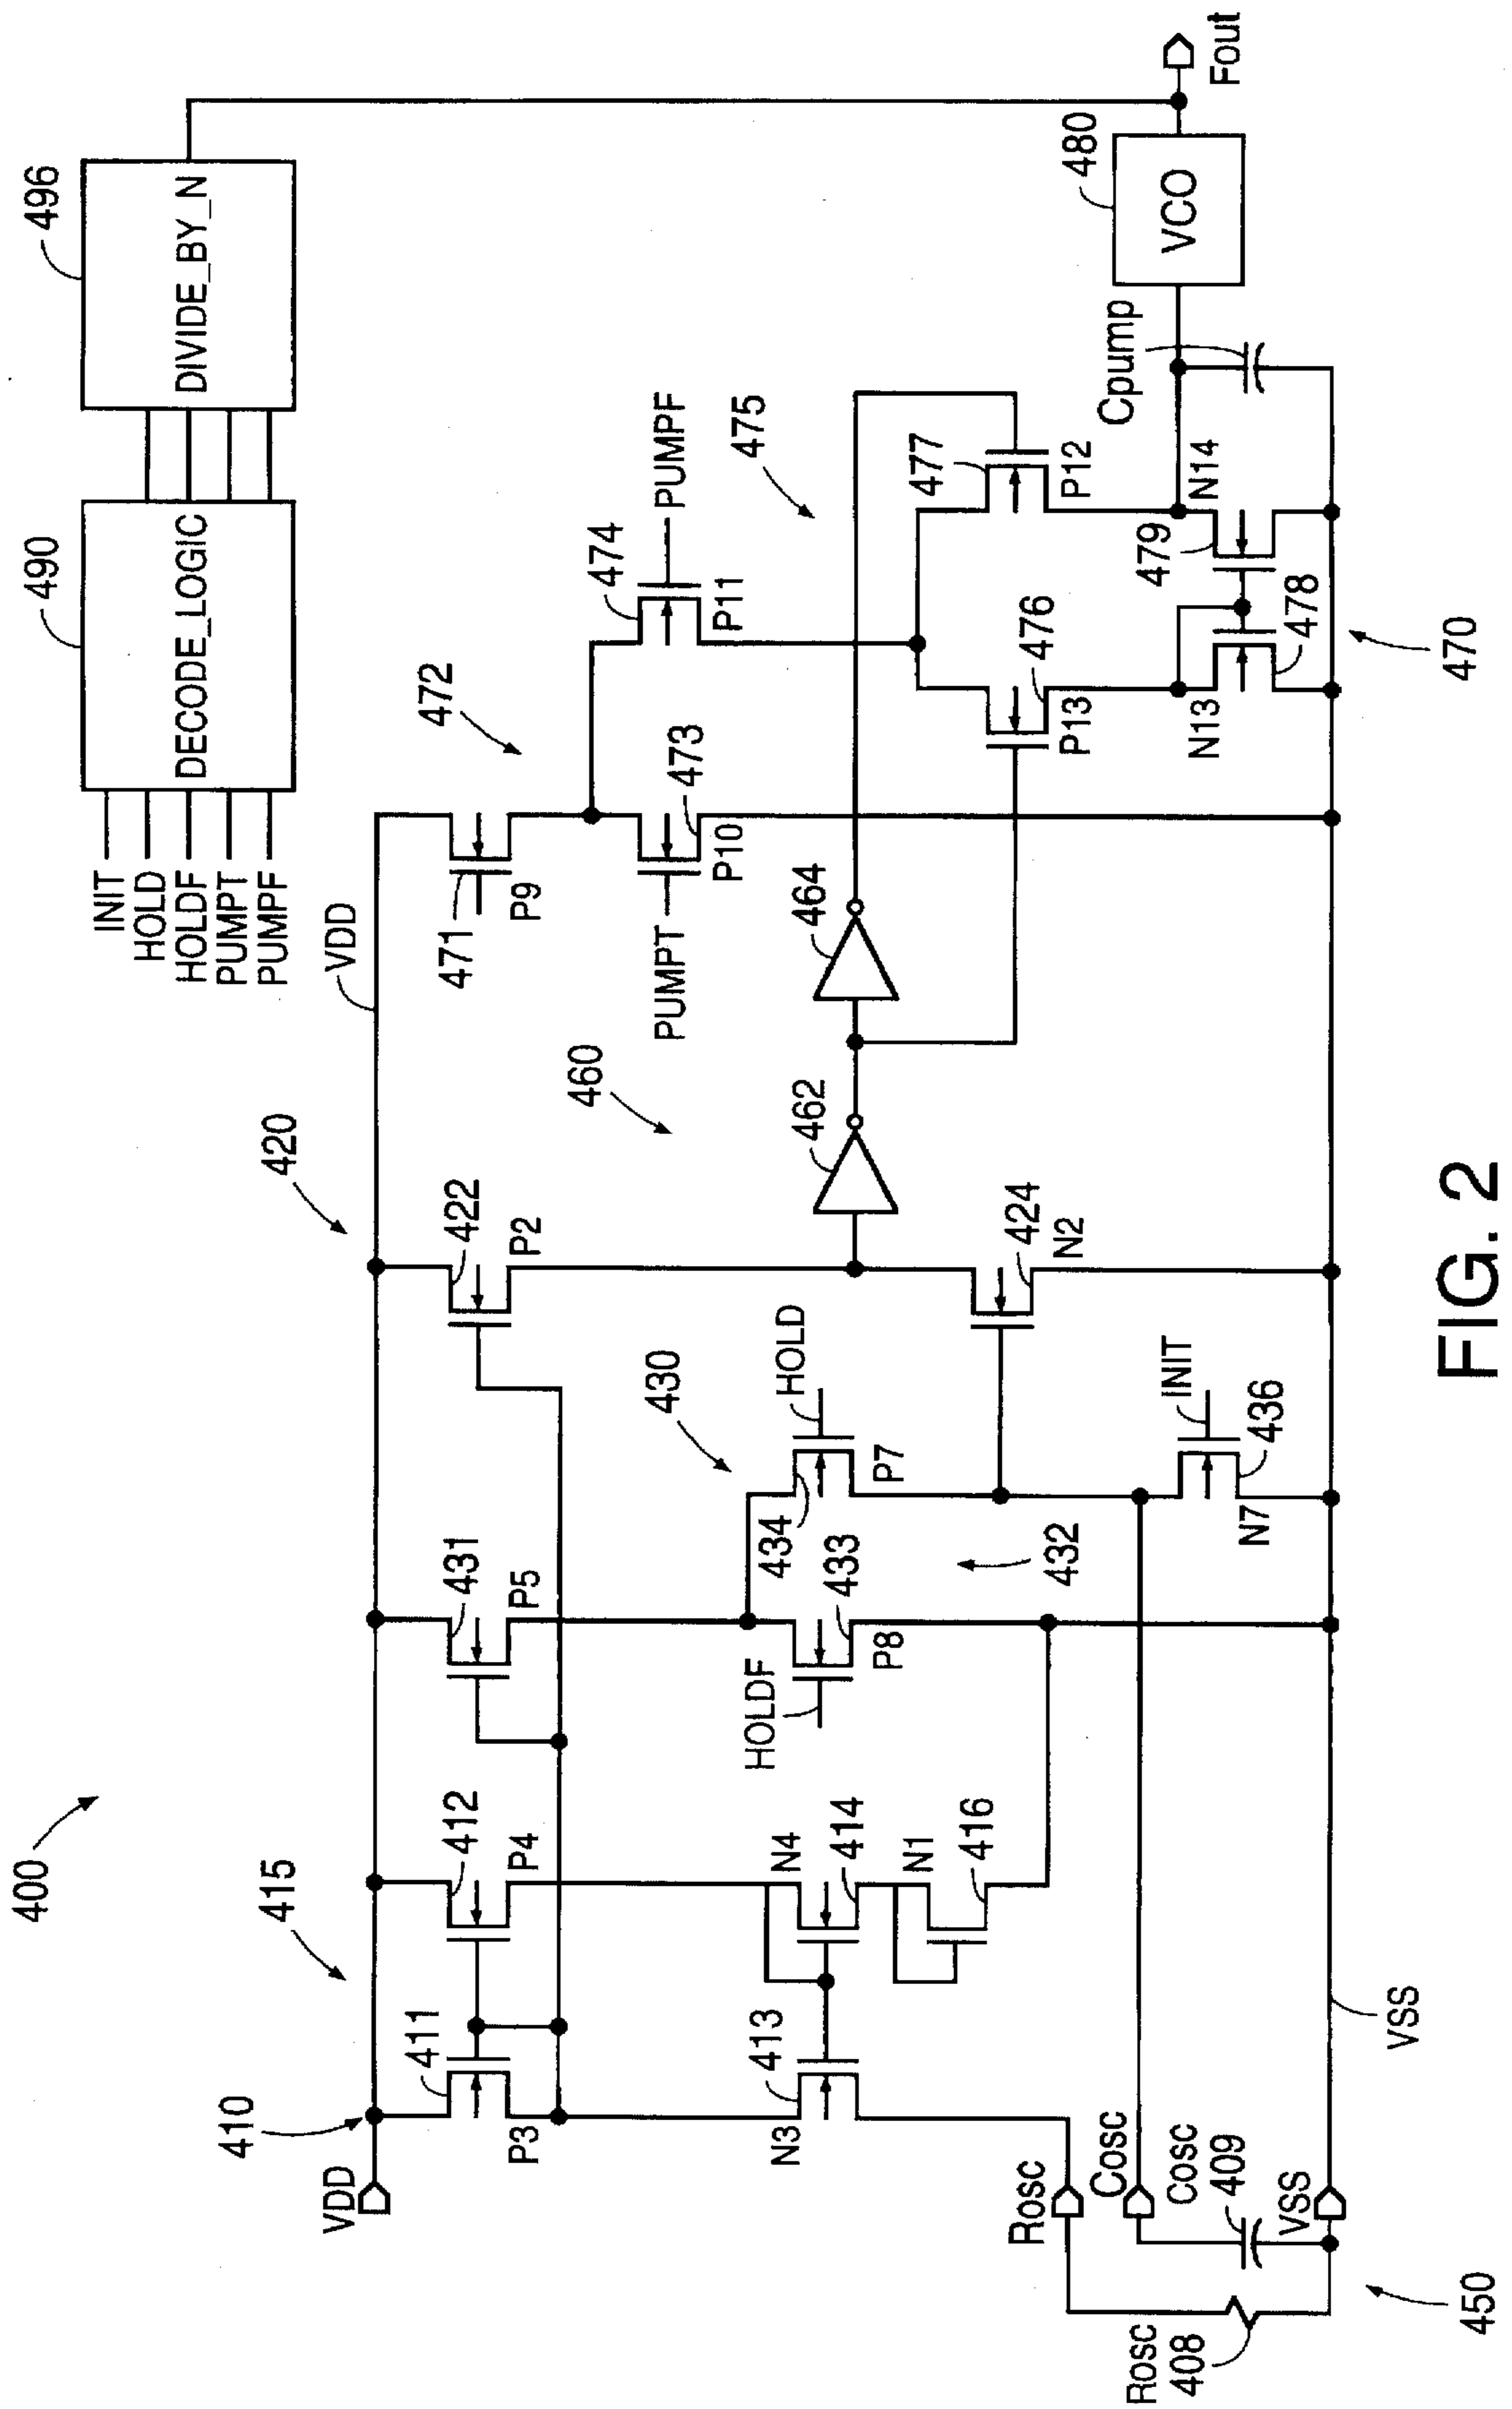 400
496
490
DIVIDE_BY_N
DECODE_LOGIC
INIT
HOLD
HOLDF
PUMPT
PUMPF
VDD
VDD
410
415
420
411
P3
412
P4
431
P5
422
P2
471
P9
472
PUMPT
473
P10
474
P11
PUMPF
475
430
460
N3
413
N4
414
N1
416
HOLDF
433
P8
434
P7
HOLD
432
462
464
424
N2
476
P13
477
P12
Cpump
480
VCO
Fout
INIT
436
N7
N13
478
479
N14
470
Rosc
Cosc
Cosc
409
VSS
VSS
Rosc
408
450
FIG. 2